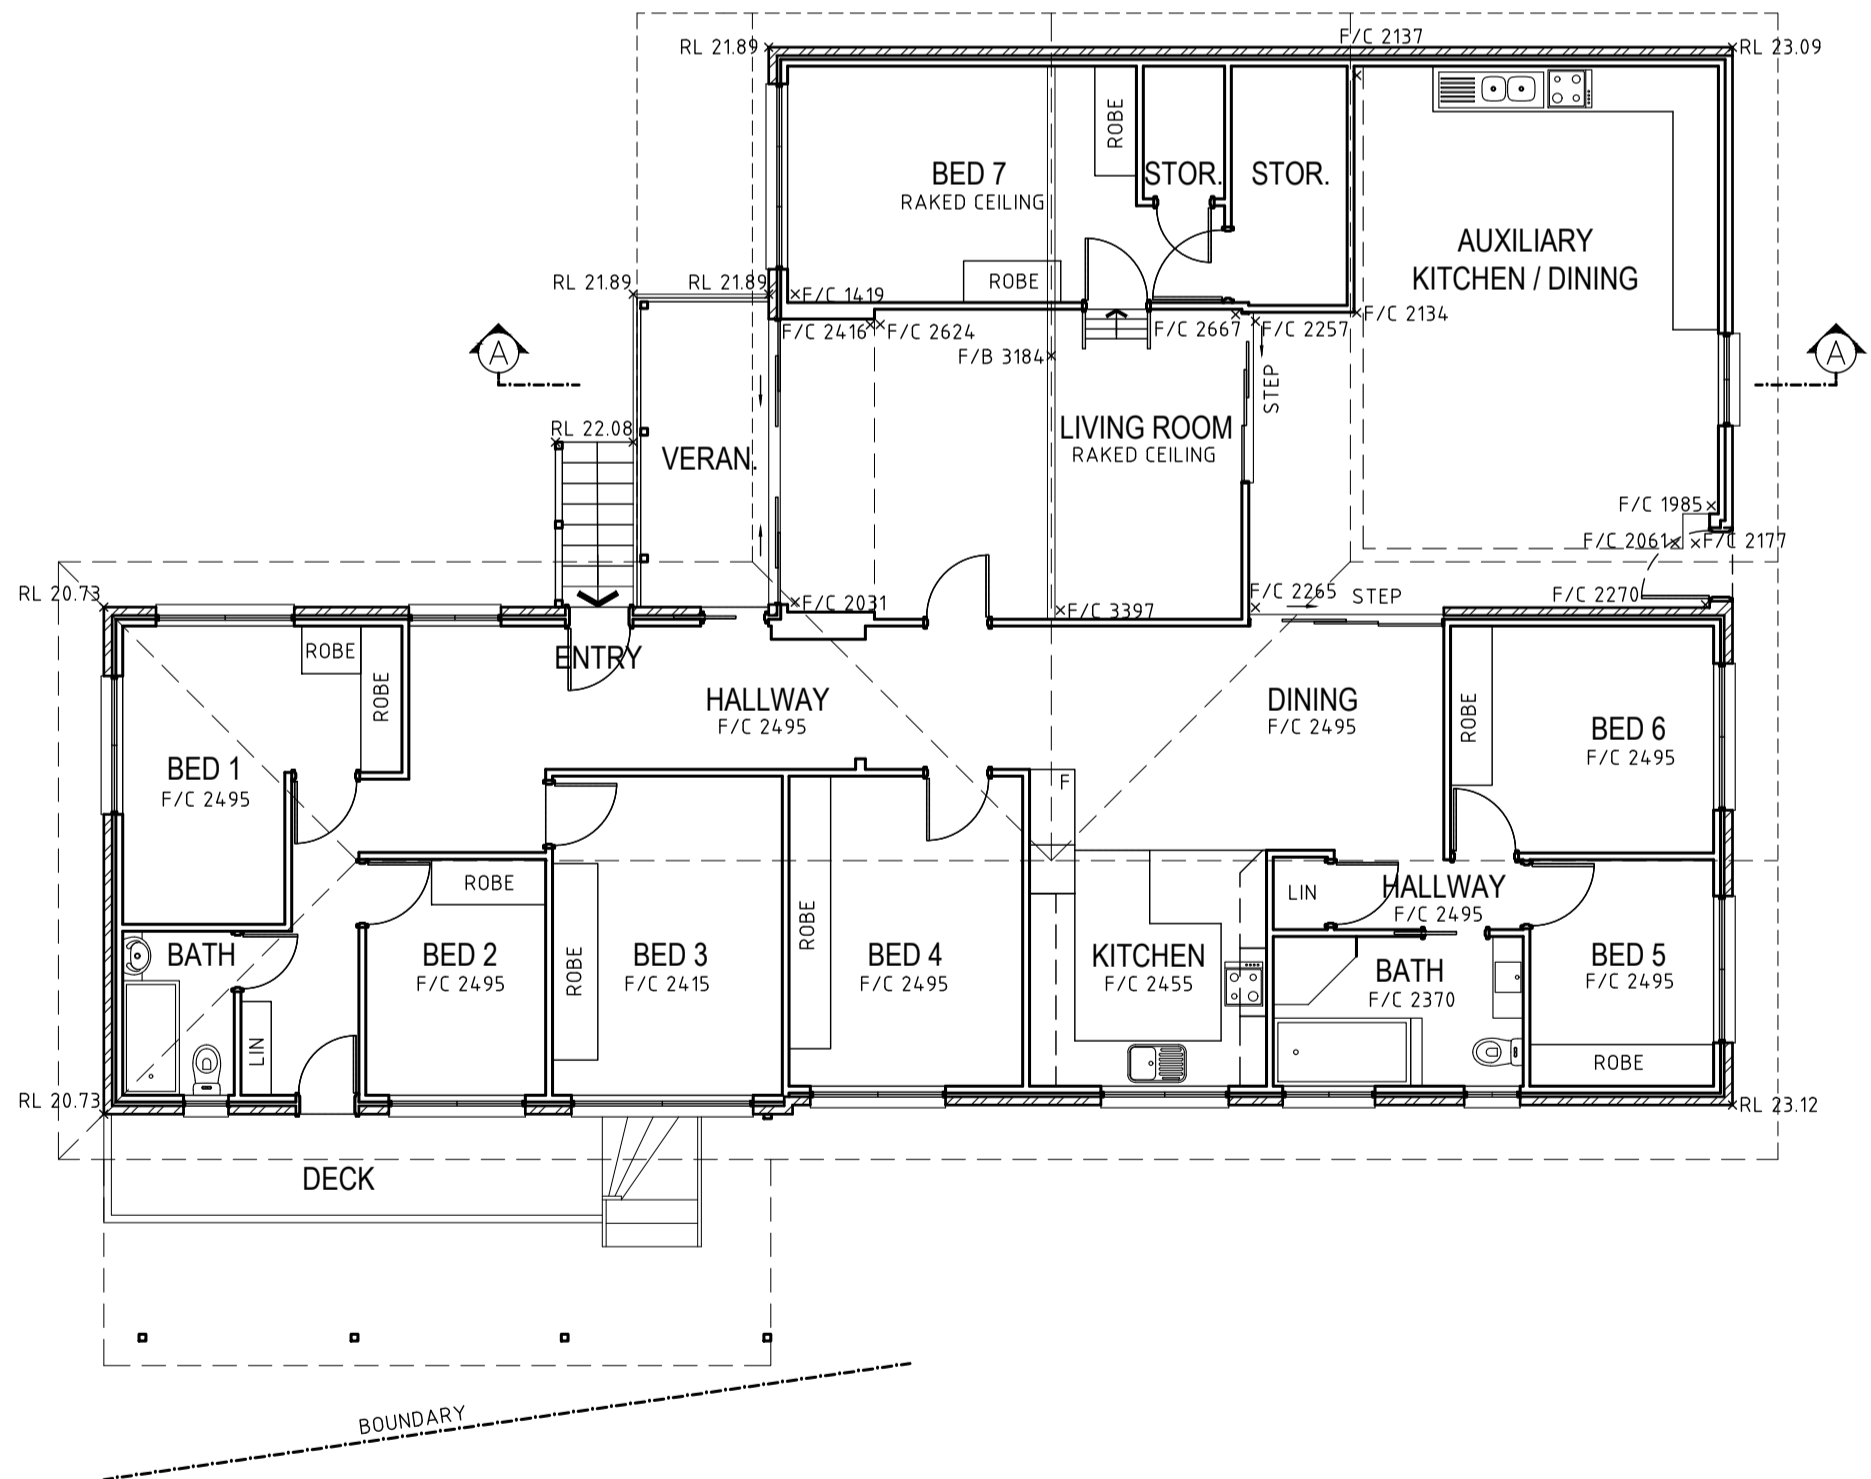 F/C 2137
RL 21.89
RL 23.09
ROBE
BED 7
RAKED CEILING
STOR.
STOR.
AUXILIARY
KITCHEN / DINING
ROBE
RL 21.89
RL 21.89
F/C 1419
F/C 2416
F/C 2624
F/C 2667
F/C 2257
F/C 2134
F/B 3184
A
A
STEP
LIVING ROOM
RAKED CEILING
RL 22.08
VERAN.
F/C 1985
F/C 2061
F/C 2177
RL 20.73
F/C 2031
F/C 3397
F/C 2265
STEP
F/C 2270
ROBE
ENTRY
ROBE
HALLWAY
F/C 2495
DINING
F/C 2495
ROBE
BED 6
F/C 2495
BED 1
F/C 2495
F
ROBE
LIN
HALLWAY
F/C 2495
BATH
BED 2
F/C 2495
ROBE
BED 3
F/C 2415
ROBE
BED 4
F/C 2495
KITCHEN
F/C 2455
BATH
F/C 2370
BED 5
F/C 2495
LIN
ROBE
RL 20.73
RL 23.12
DECK
BOUNDARY